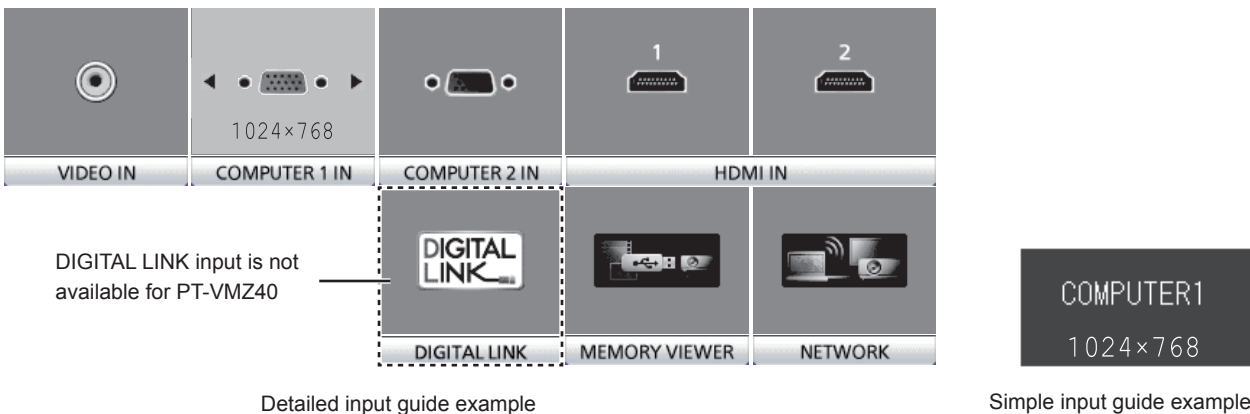 1
2
1024×768
VIDEO IN
COMPUTER 1 IN
COMPUTER 2 IN
HDMI IN
DIGITAL LINK input is not
available for PT-VMZ40
DIGITAL
LINK
DIGITAL LINK
MEMORY VIEWER
NETWORK
Detailed input guide example
COMPUTER1
1024×768
Simple input guide example